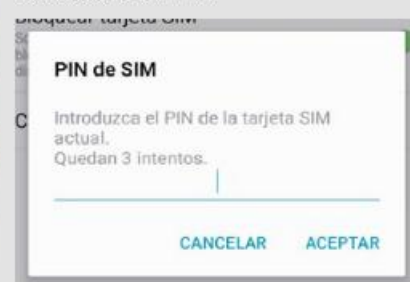 Bloquear tarjeta SIM
PIN de SIM
Introduzca el PIN de la tarjeta SIM
actual.
Quedan 3 intentos.
CANCELAR ACEPTAR